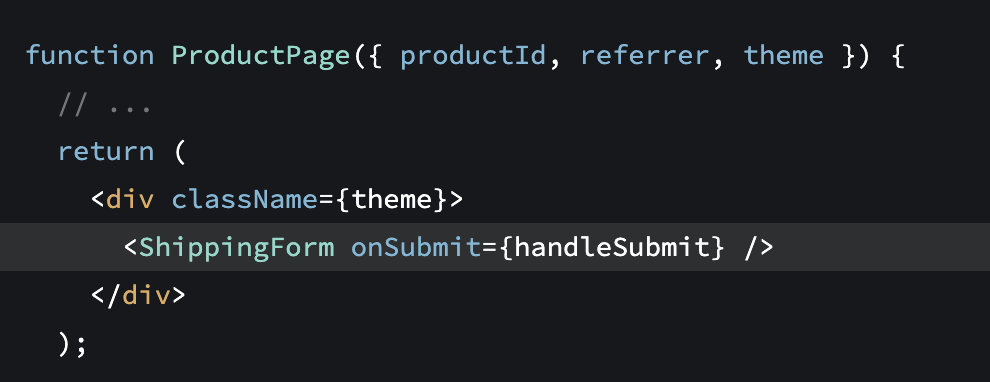 function ProductPage({ productId, referrer, theme }) {
  // ...
  return (
    <div className={theme}>
      <ShippingForm onSubmit={handleSubmit} />
    </div>
  );